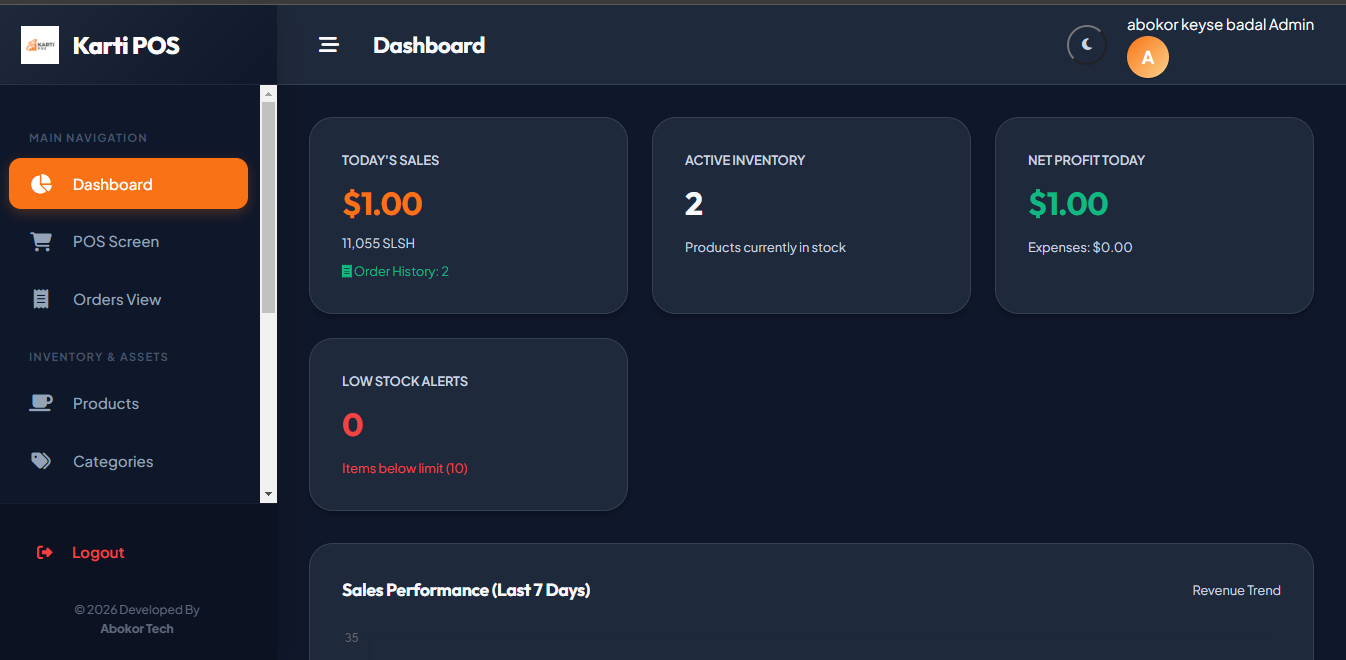 KARTI
POS
Karti POS
Dashboard
abokor keyse badal Admin
A
MAIN NAVIGATION
Dashboard
POS Screen
Orders View
INVENTORY & ASSETS
Products
Categories
Logout
© 2026 Developed By
Abokor Tech
TODAY'S SALES
$1.00
11,055 SLSH
Order History: 2
ACTIVE INVENTORY
2
Products currently in stock
NET PROFIT TODAY
$1.00
Expenses: $0.00
LOW STOCK ALERTS
0
Items below limit (10)
Sales Performance (Last 7 Days)
Revenue Trend
35